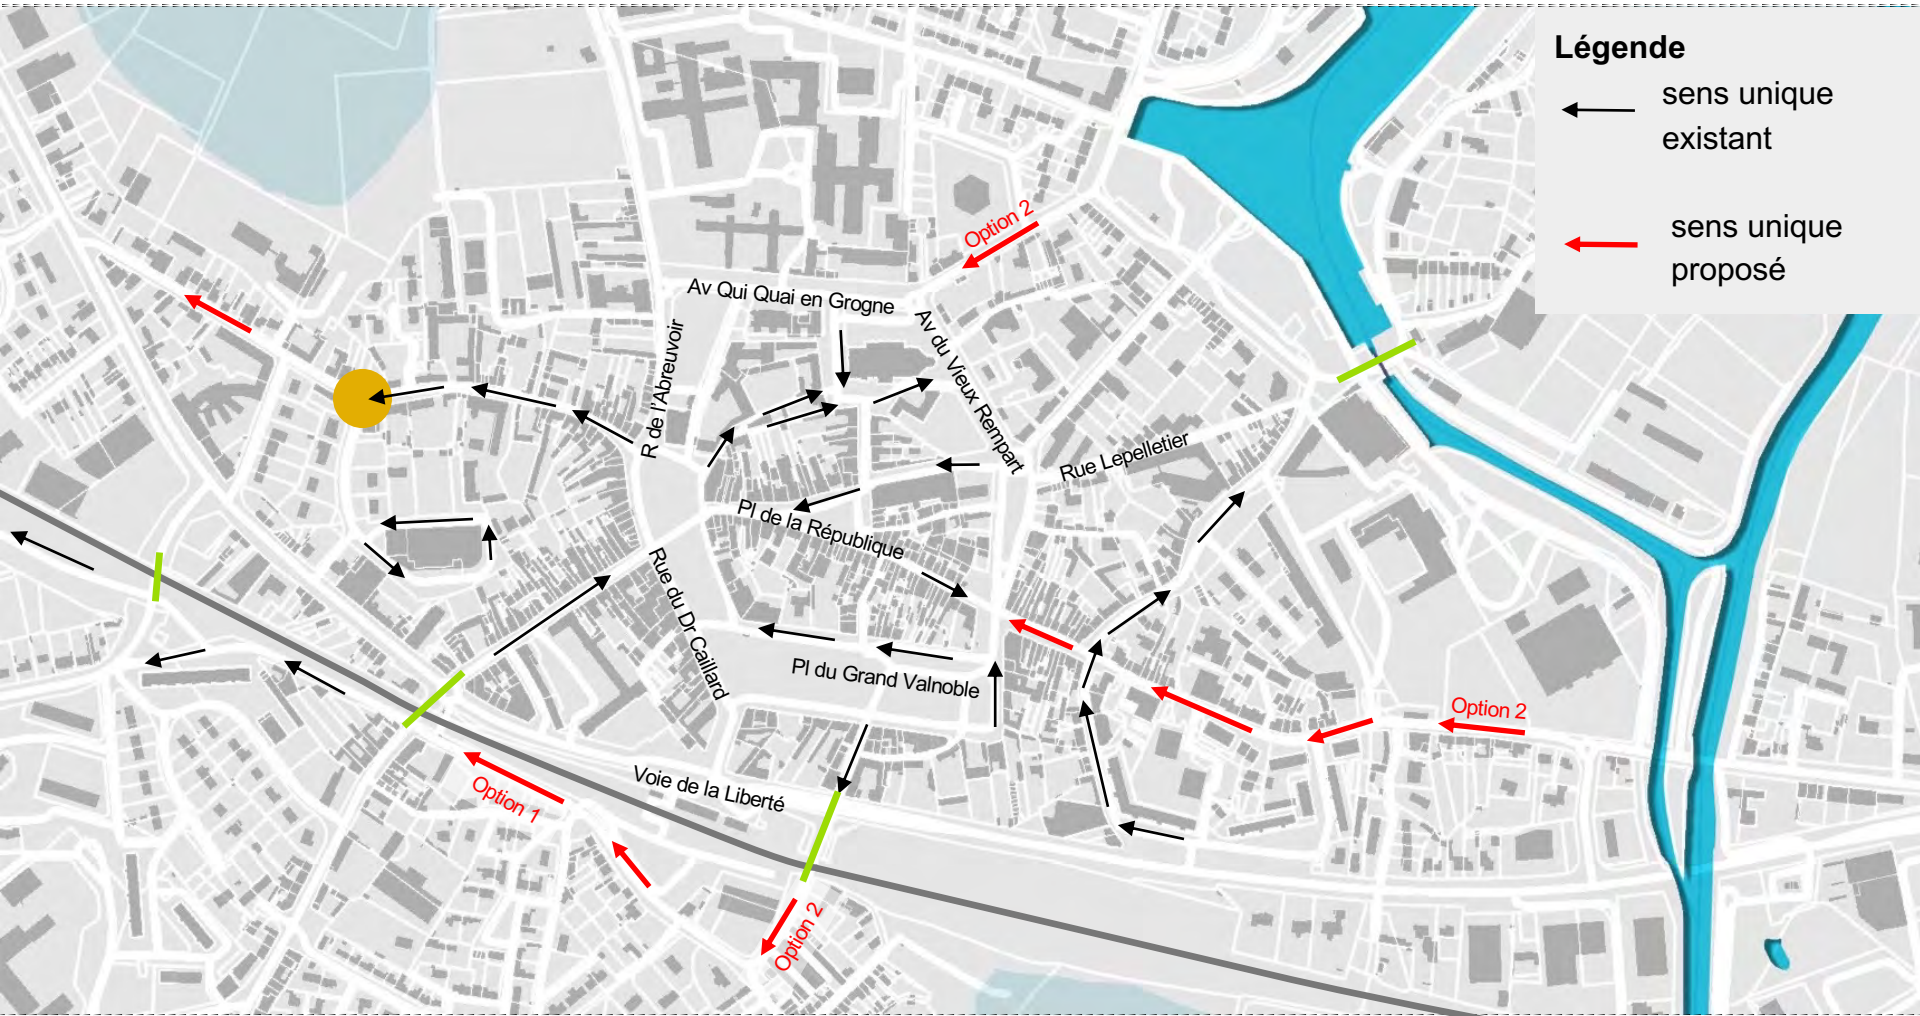 Légende
sens unique
existant
sens unique
proposé
Option 2
Av Qui Quai en Grogne
Av du Vieux Rempart
R de l'Abreuvoir
Rue Lepelletier
Pl de la République
Rue du Dr Caillard
Pl du Grand Valnoble
Option 2
Voie de la Liberté
Option 1
Option 2